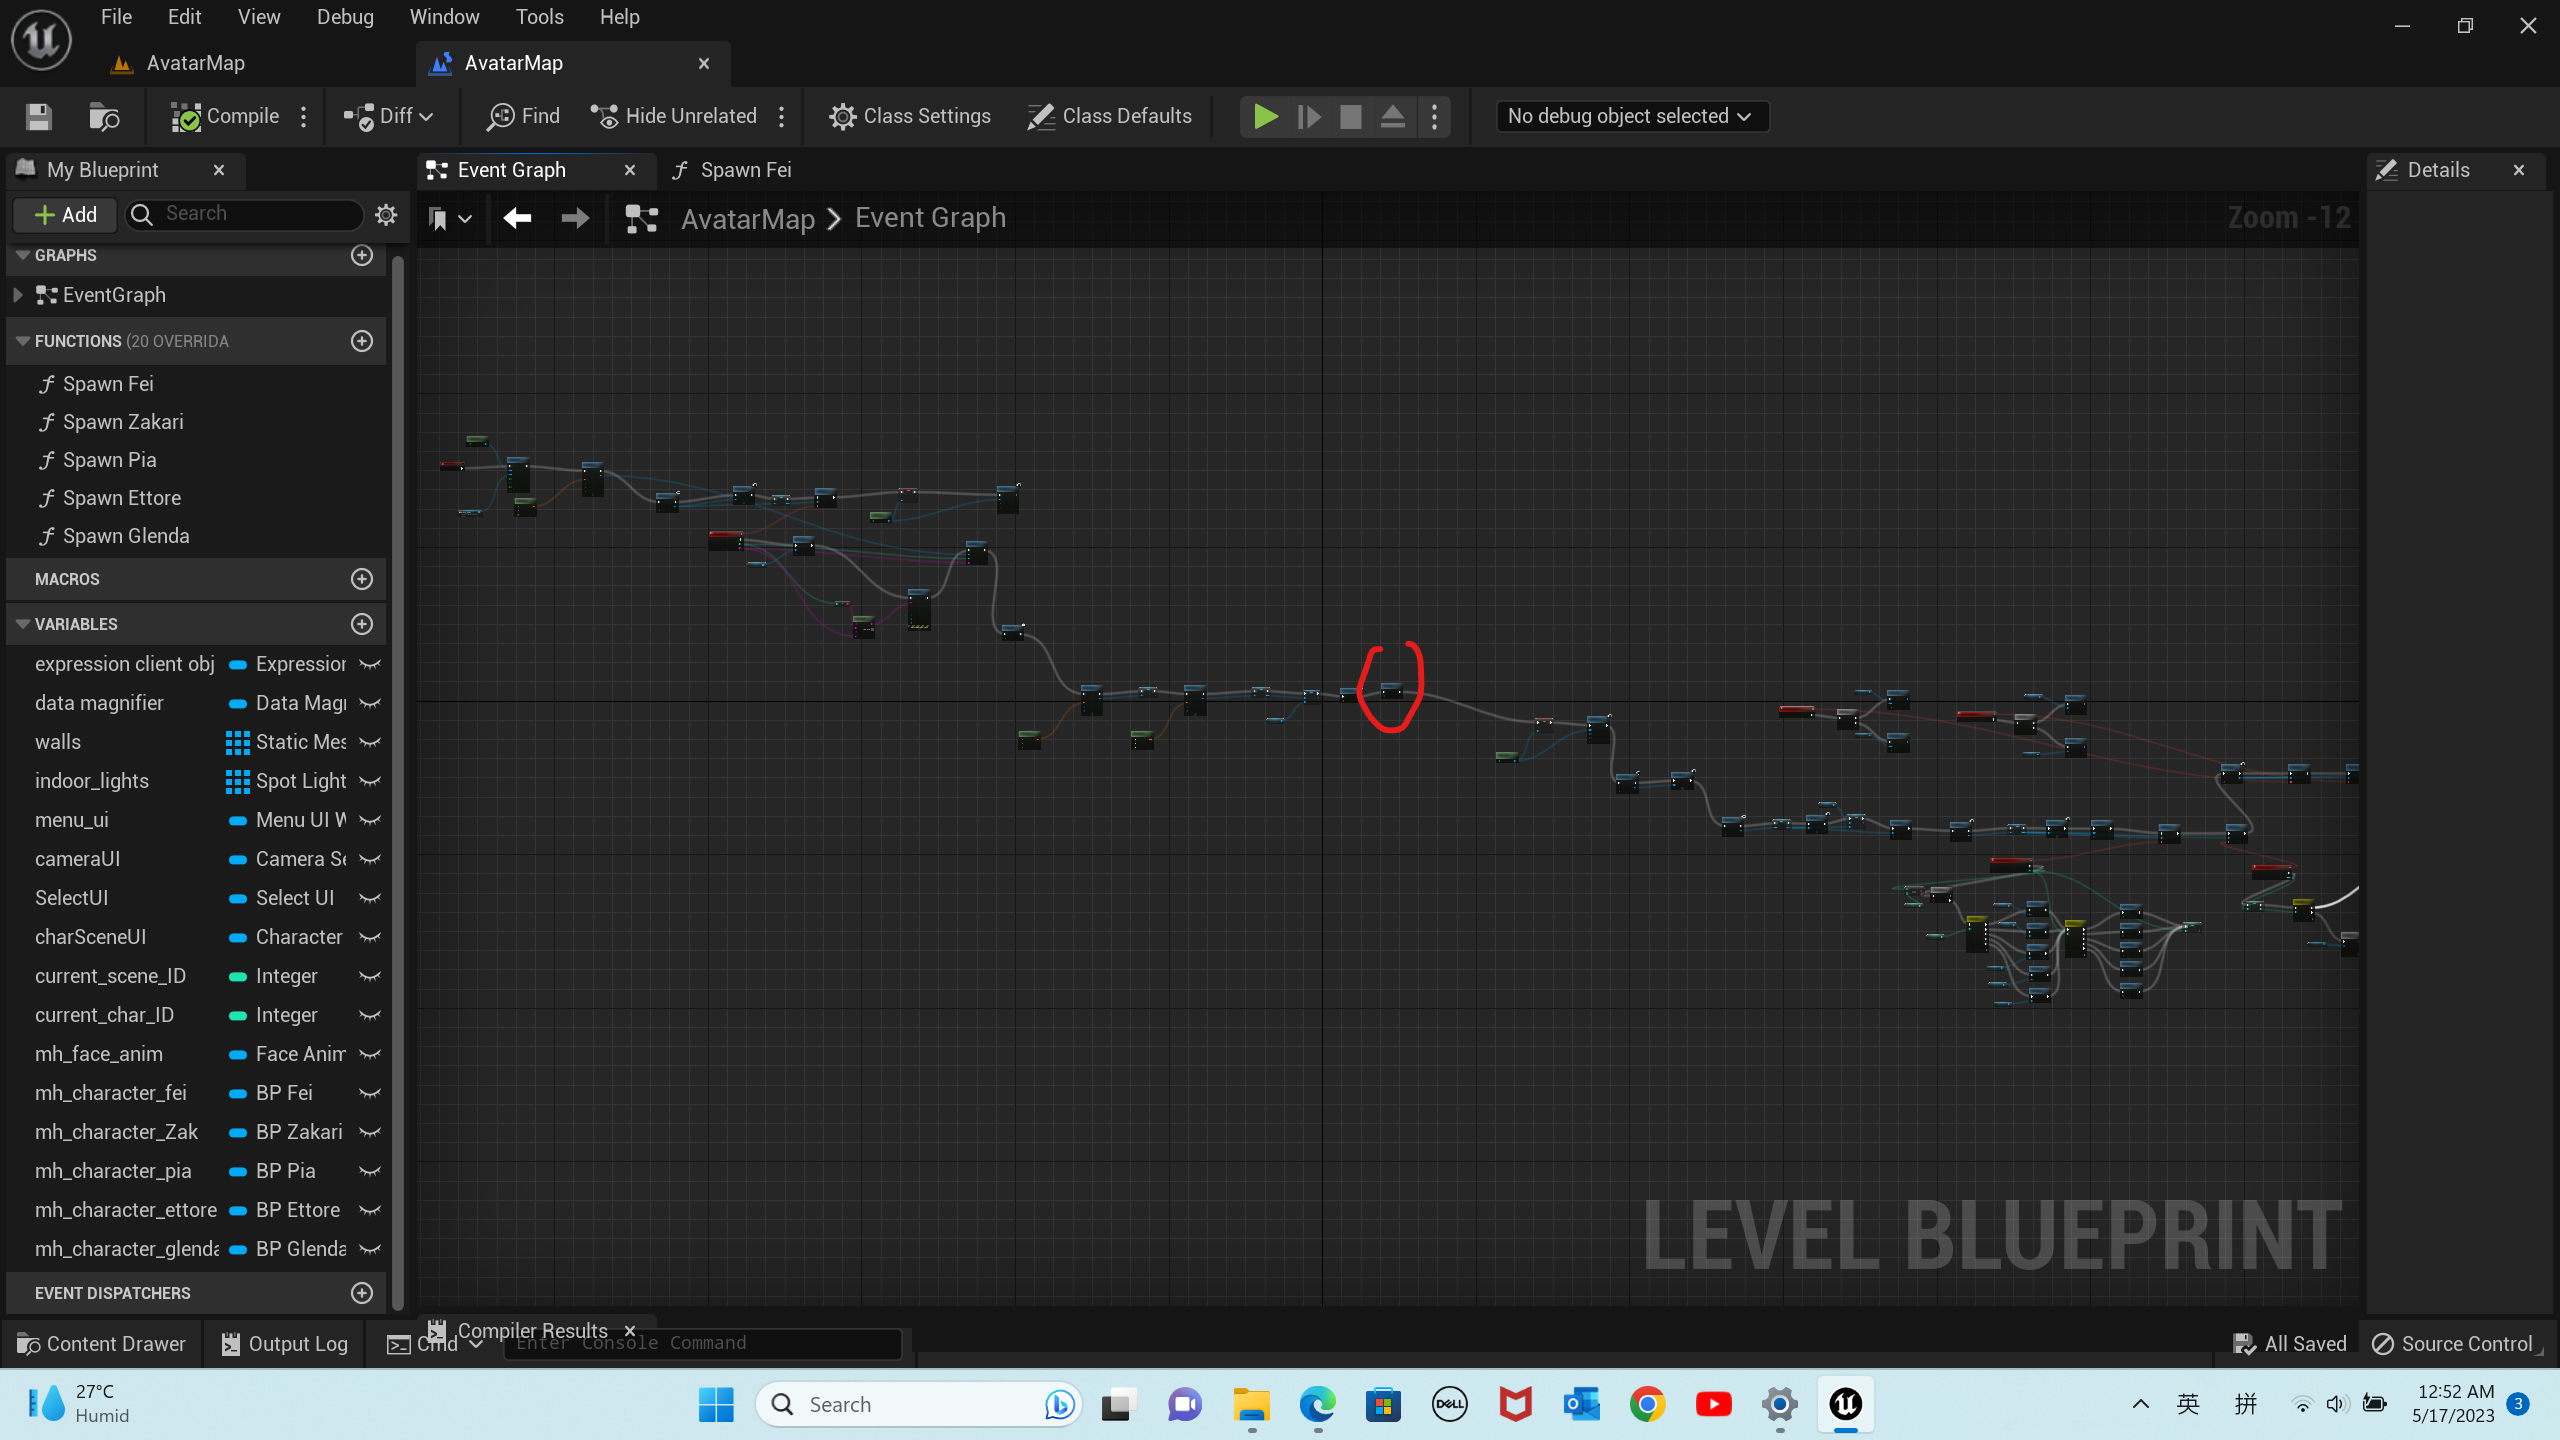 File Edit View Debug Window Tools Help
AvatarMap
AvatarMap
Compile
Diff
Find
Hide Unrelated
Class Settings
Class Defaults
No debug object selected
My Blueprint
Event Graph
Spawn Fei
Details
Add
Search
AvatarMap > Event Graph
Zoom -12
GRAPHS
EventGraph
FUNCTIONS (20 OVERRIDA
Spawn Fei
Spawn Zakari
Spawn Pia
Spawn Ettore
Spawn Glenda
MACROS
VARIABLES
expression client obj Expression
data magnifier Data Magn
walls Static Mes
indoor_lights Spot Light
menu_ui Menu UI W
cameraUI Camera Se
SelectUI Select UI
charSceneUI Character
current_scene_ID Integer
current_char_ID Integer
mh_face_anim Face Anim
mh_character_fei BP Fei
mh_character_Zak BP Zakari
mh_character_pia BP Pia
mh_character_ettore BP Ettore
mh_character_glenda BP Glenda
EVENT DISPATCHERS
LEVEL BLUEPRINT
Compiler Results
Content Drawer
Output Log
Cmd
Enter Console Command
All Saved
Source Control
27°C
Humid
Search
DELL
英
拼
12:52 AM
5/17/2023
3